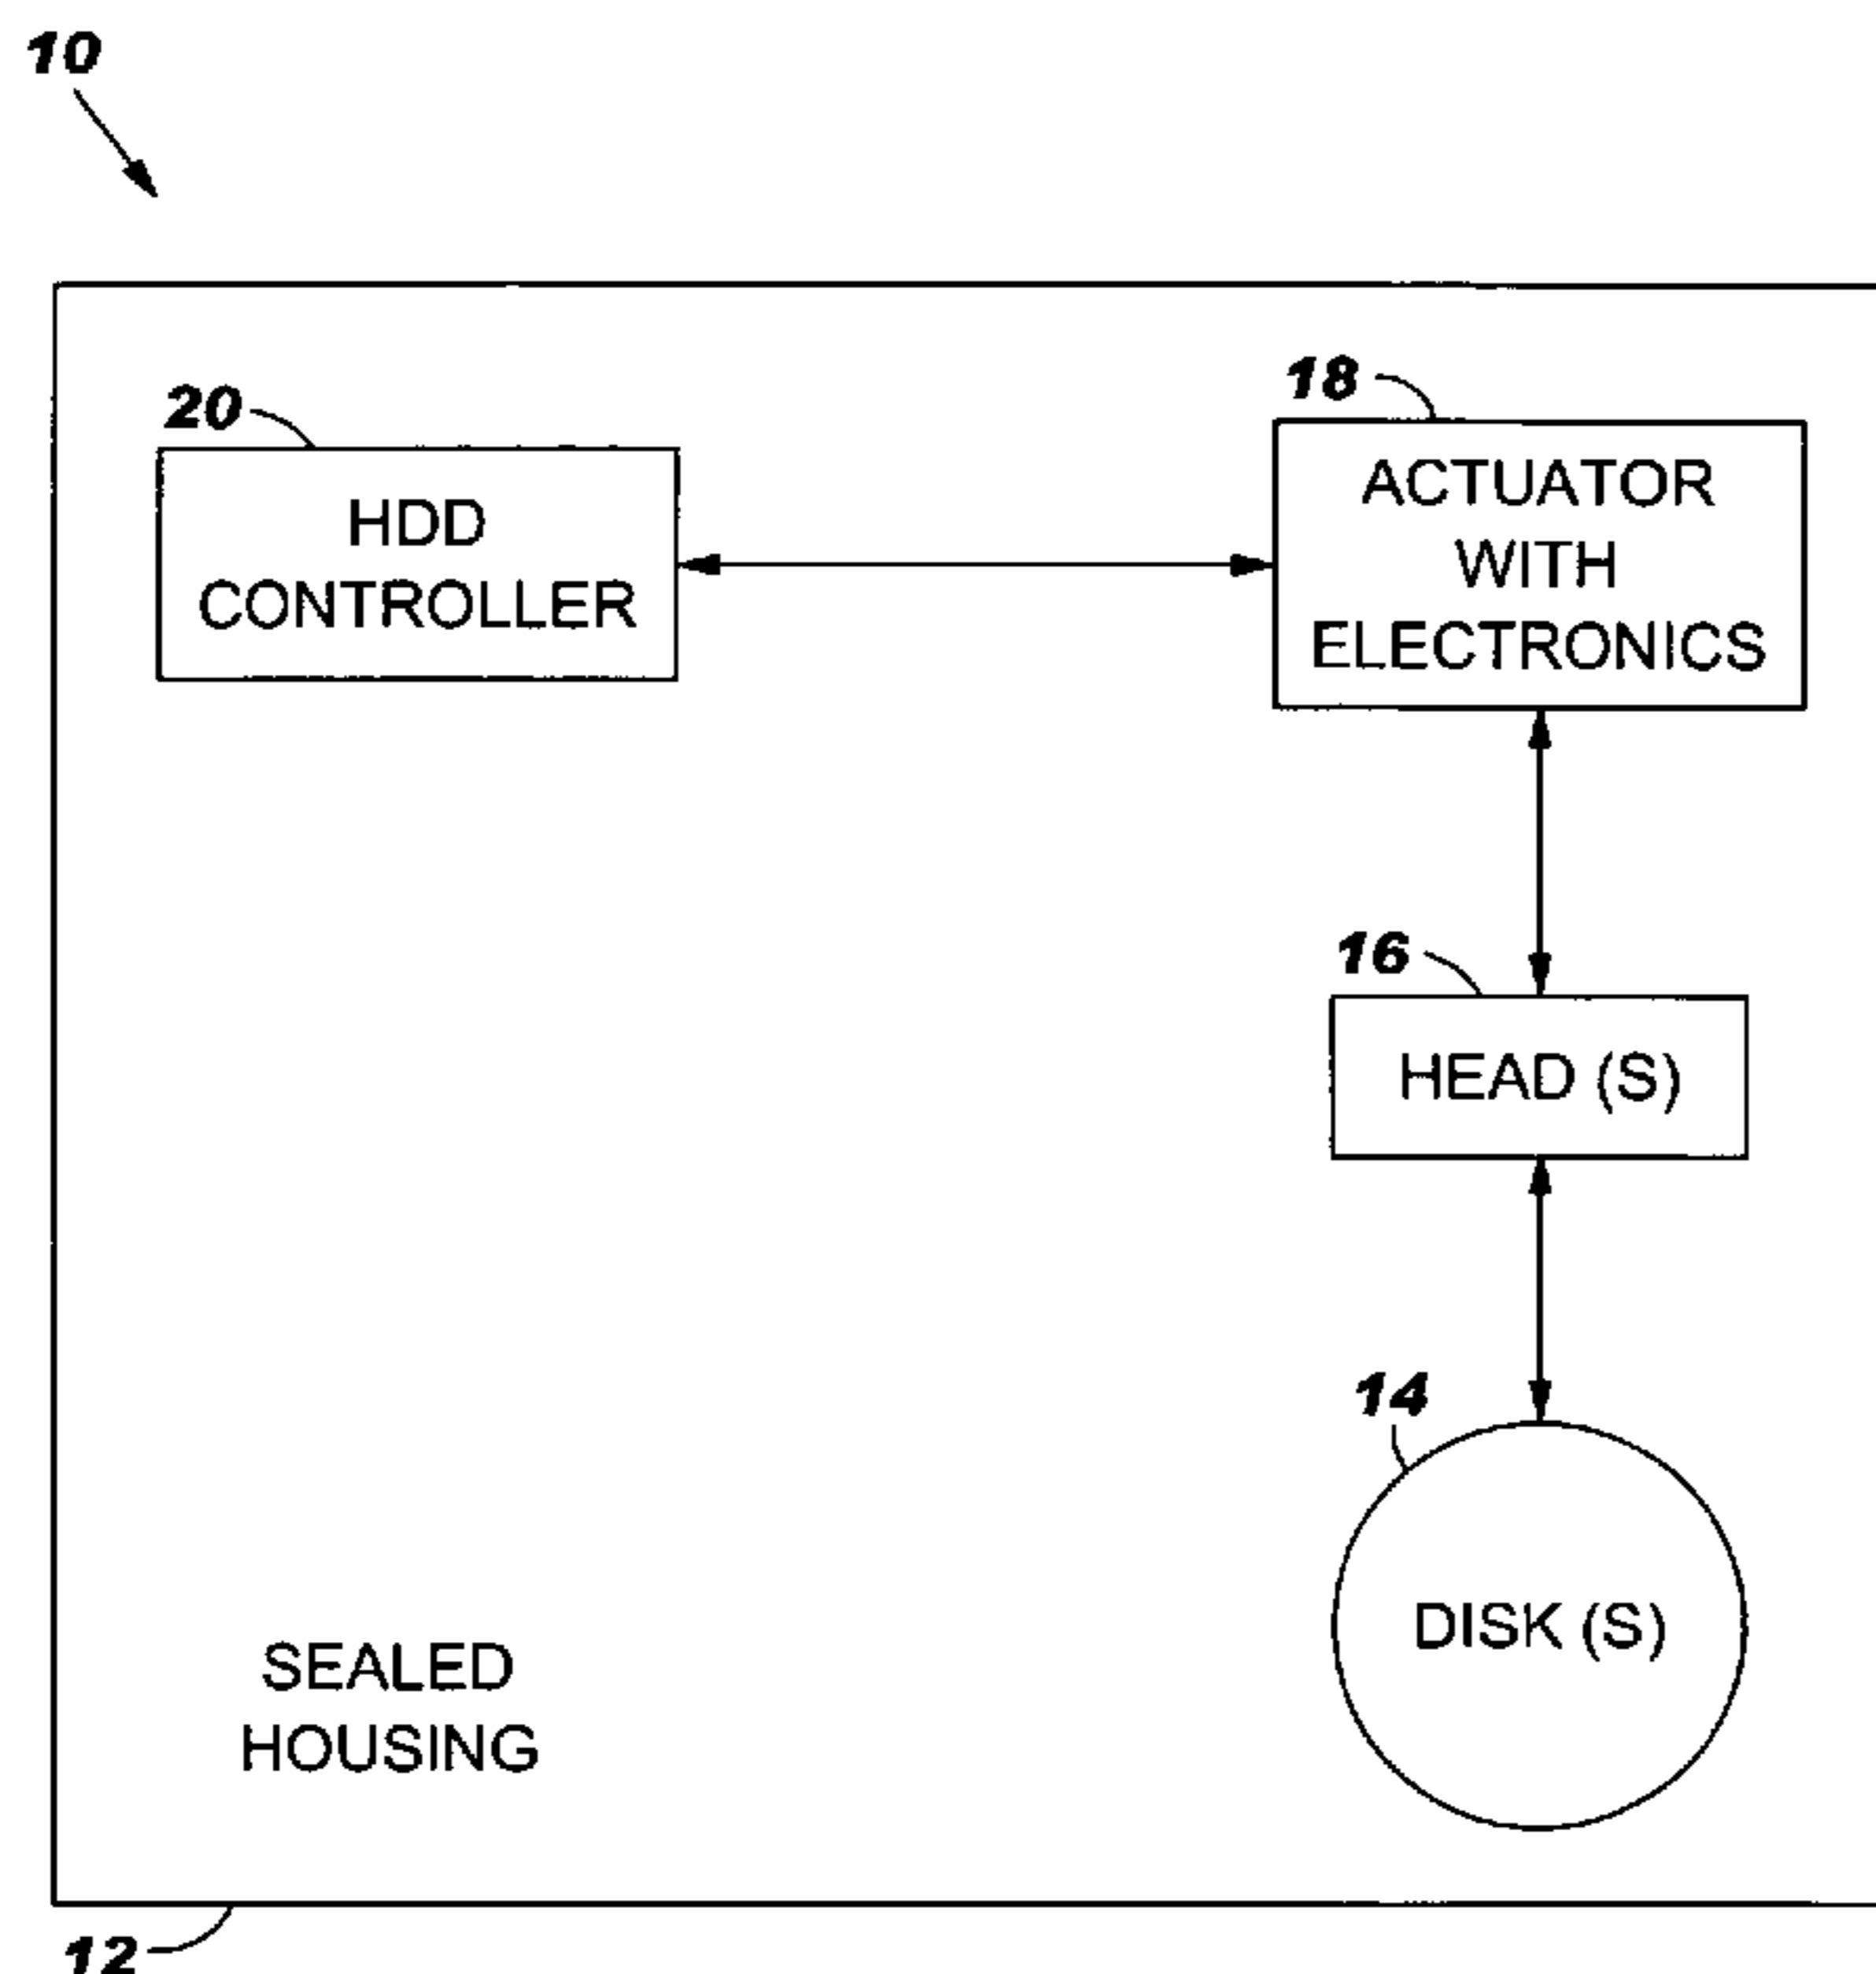 10
18
20
ACTUATOR
WITH
ELECTRONICS
HDD
CONTROLLER
16
HEAD (S)
14
DISK (S)
SEALED
HOUSING
12